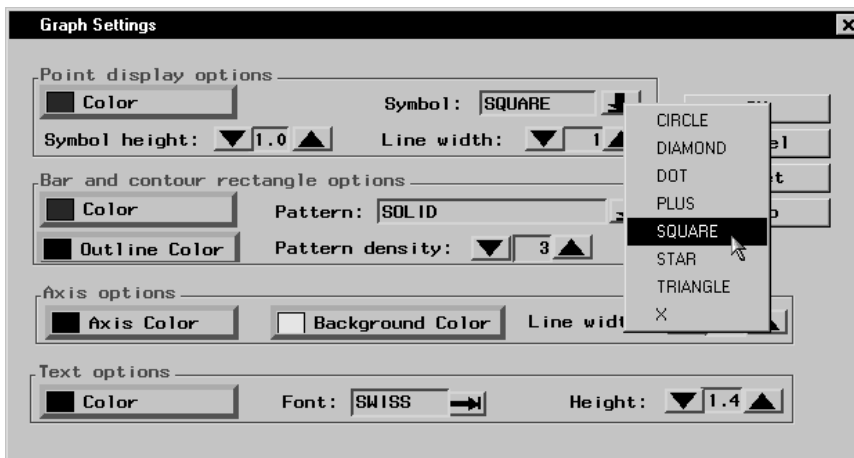 Graph Settings
Point display options
Color Symbol: SQUARE
Symbol height: 1.0 Line width: 1
Bar and contour rectangle options
Color Pattern: SOLID
Outline Color Pattern density: 3
Axis options
Axis Color Background Color Line
Text options
Color Font: SWISS Height: 1.4
CIRCLE
DIAMOND
DOT
PLUS
SQUARE
STAR
TRIANGLE
X